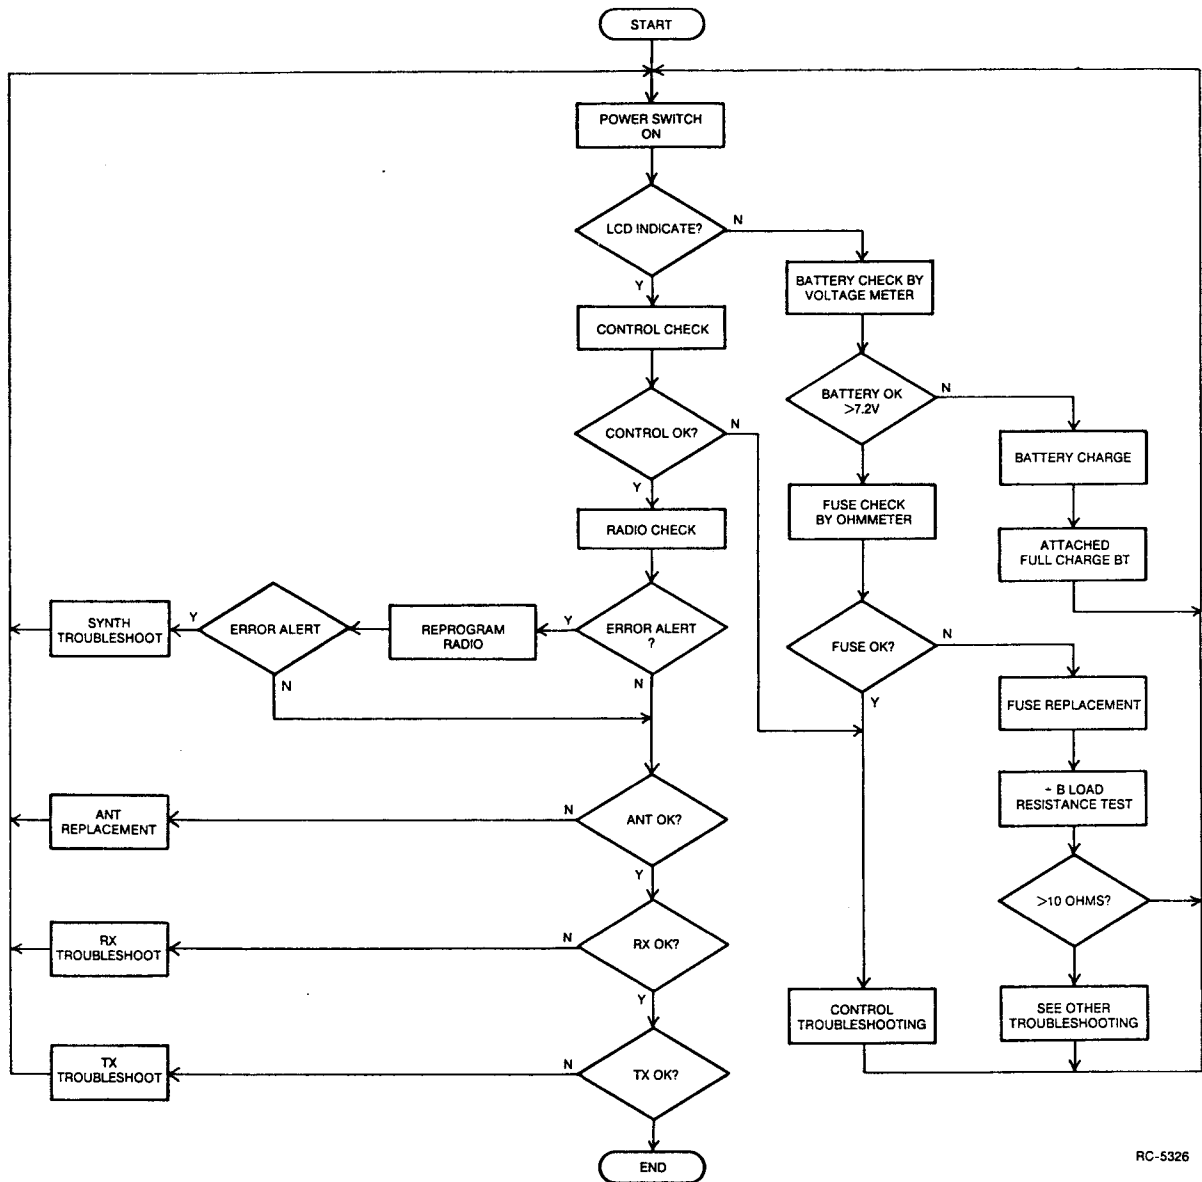 START
POWER SWITCH
ON
LCD INDICATE?
N
Y
BATTERY CHECK BY
VOLTAGE METER
CONTROL CHECK
BATTERY OK
>7.2V
N
CONTROL OK?
N
Y
BATTERY CHARGE
FUSE CHECK
BY OHMMETER
RADIO CHECK
ATTACHED
FULL CHARGE BT
SYNTH
TROUBLESHOOT
Y
ERROR ALERT
N
REPROGRAM
RADIO
Y
ERROR ALERT
?
N
FUSE OK?
N
Y
FUSE REPLACEMENT
- B LOAD
RESISTANCE TEST
ANT
REPLACEMENT
N
ANT OK?
Y
>10 OHMS?
RX
TROUBLESHOOT
N
RX OK?
Y
CONTROL
TROUBLESHOOTING
SEE OTHER
TROUBLESHOOTING
TX
TROUBLESHOOT
N
TX OK?
END
RC-5326